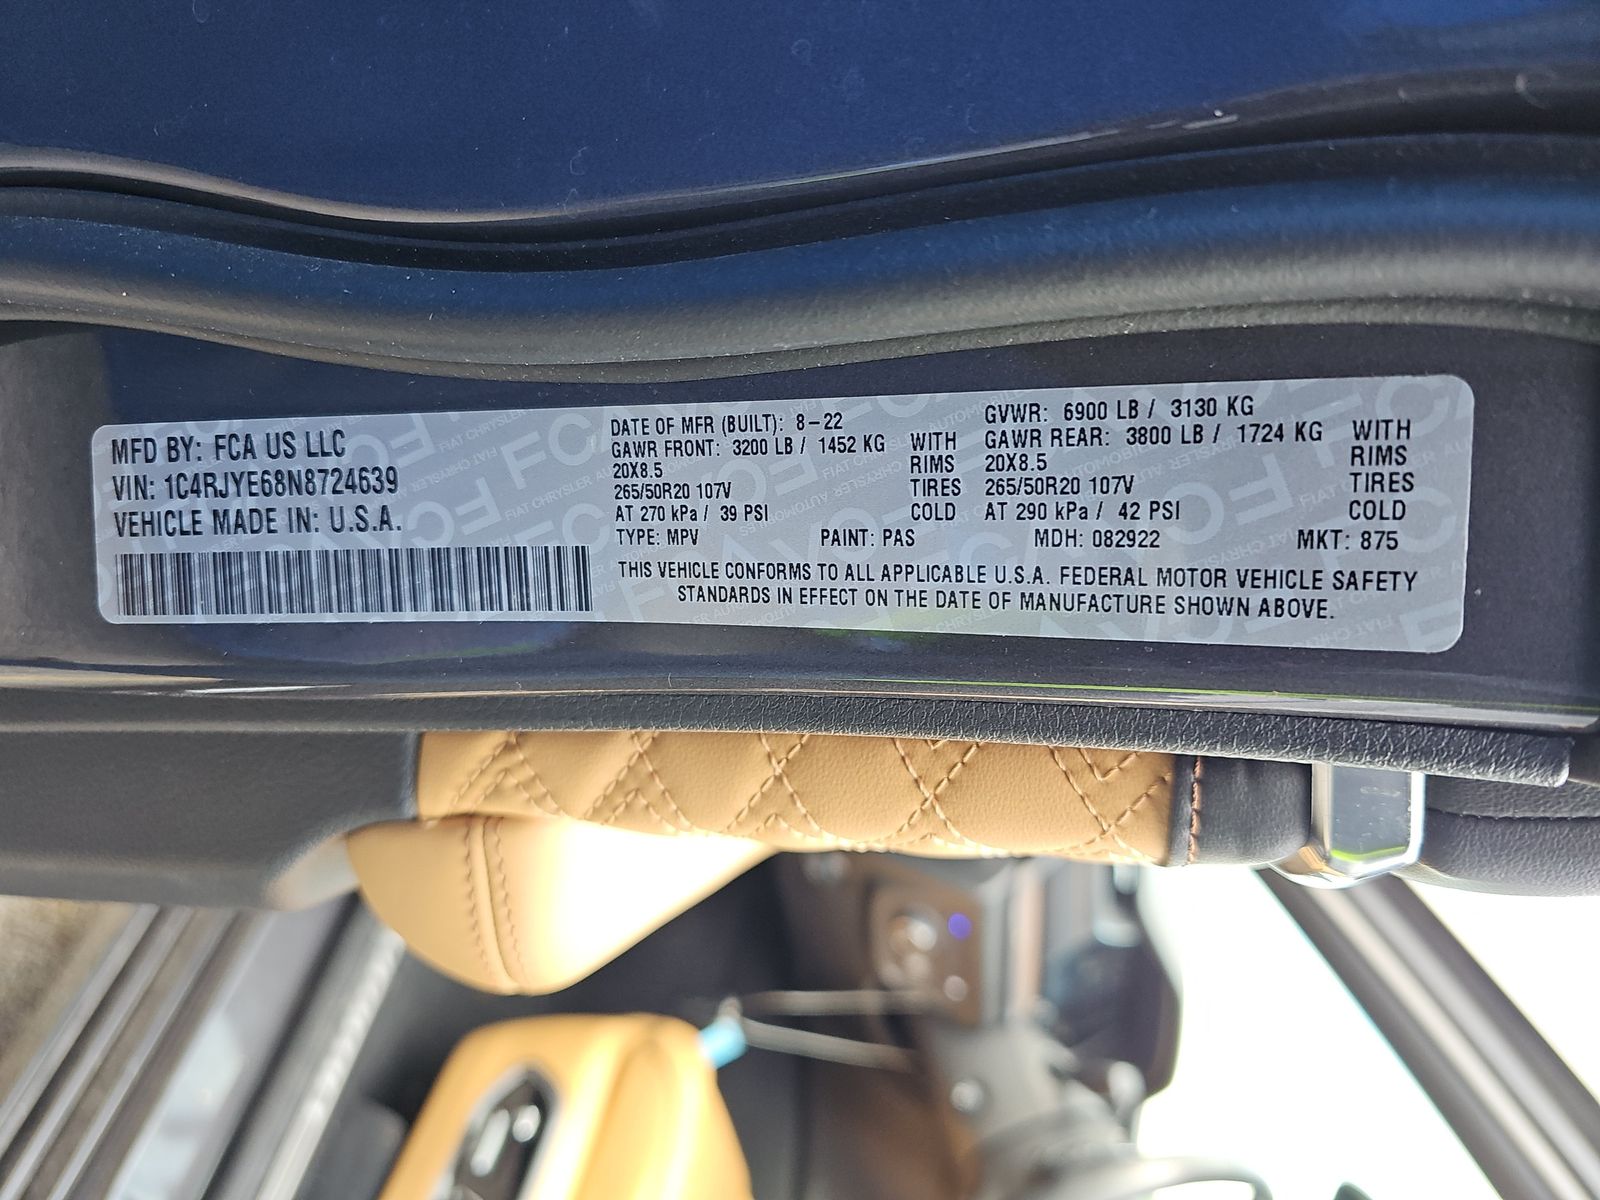 MFD BY: FCA US LLC
VIN: 1C4RJYE68N8724639
VEHICLE MADE IN: U.S.A.
DATE OF MFR (BUILT): 8-22
GAWR FRONT: 3200 LB / 1452 KG WITH
20X8.5 RIMS
265/50R20 107V TIRES
AT 270 kPa / 39 PSI COLD
GVWR: 6900 LB / 3130 KG
GAWR REAR: 3800 LB / 1724 KG WITH
20X8.5 RIMS
265/50R20 107V TIRES
AT 290 kPa / 42 PSI COLD
TYPE: MPV PAINT: PAS MDH: 082922 MKT: 875
THIS VEHICLE CONFORMS TO ALL APPLICABLE U.S.A. FEDERAL MOTOR VEHICLE SAFETY
STANDARDS IN EFFECT ON THE DATE OF MANUFACTURE SHOWN ABOVE.